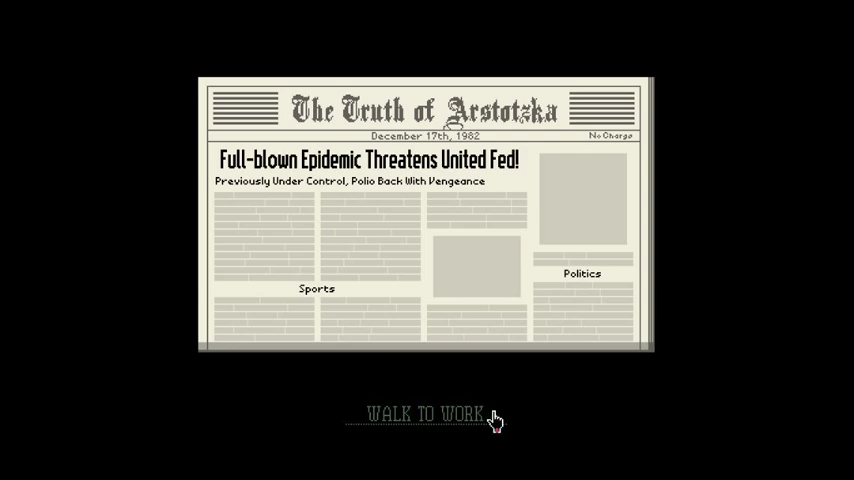 The Truth of Arstotzka
December 17th, 1982
No Charge
Full-blown Epidemic Threatens United Fed!
Previously Under Control, Polio Back With Vengeance
Politics
Sports
WALK TO WORK